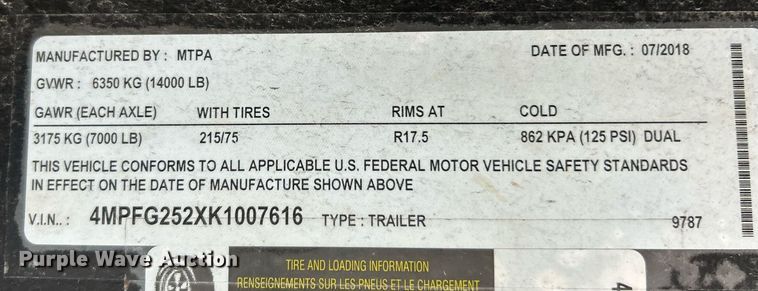 MANUFACTURED BY : MTPA DATE OF MFG. : 07/2018
GVWR : 6350 KG (14000 LB)
GAWR (EACH AXLE) WITH TIRES RIMS AT COLD
3175 KG (7000 LB) 215/75 R17.5 862 KPA (125 PSI) DUAL
THIS VEHICLE CONFORMS TO ALL APPLICABLE U.S. FEDERAL MOTOR VEHICLE SAFETY STANDARDS
IN EFFECT ON THE DATE OF MANUFACTURE SHOWN ABOVE
V.I.N.. : 4MPFG252XK1007616 TYPE : TRAILER 9787
Purple Wave Auction
TIRE AND LOADING INFORMATION
RENSEIGNEMENTS SUR LES PNEUS ET LE CHARGEMENT
4